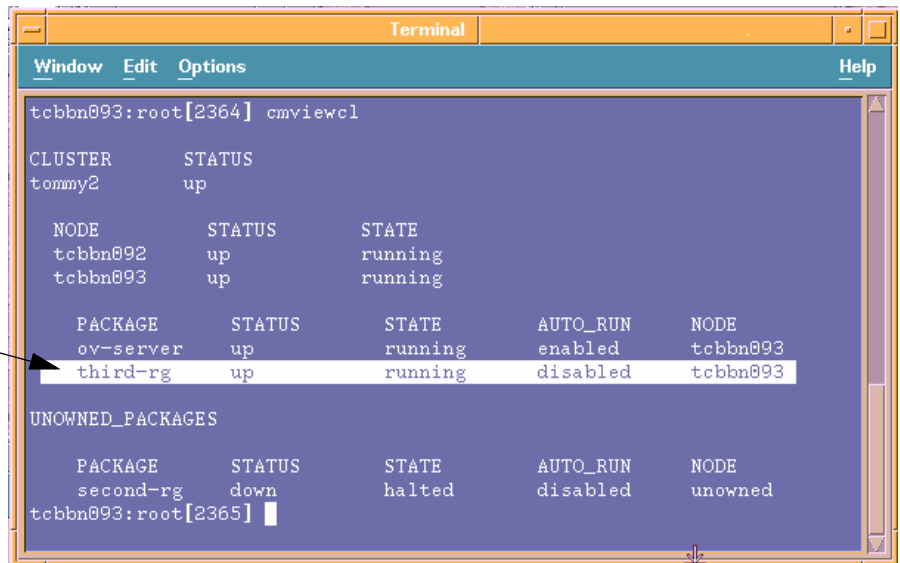 Terminal
Window Edit Options Help
tcbbn093:root[2364] cmviewcl
CLUSTER STATUS
tommy2 up
NODE STATUS STATE
tcbbn092 up running
tcbbn093 up running
PACKAGE STATUS STATE AUTO_RUN NODE
ov-server up running enabled tcbbn093
third-rg up running disabled tcbbn093
UNOWNED_PACKAGES
PACKAGE STATUS STATE AUTO_RUN NODE
second-rg down halted disabled unowned
tcbbn093:root[2365]